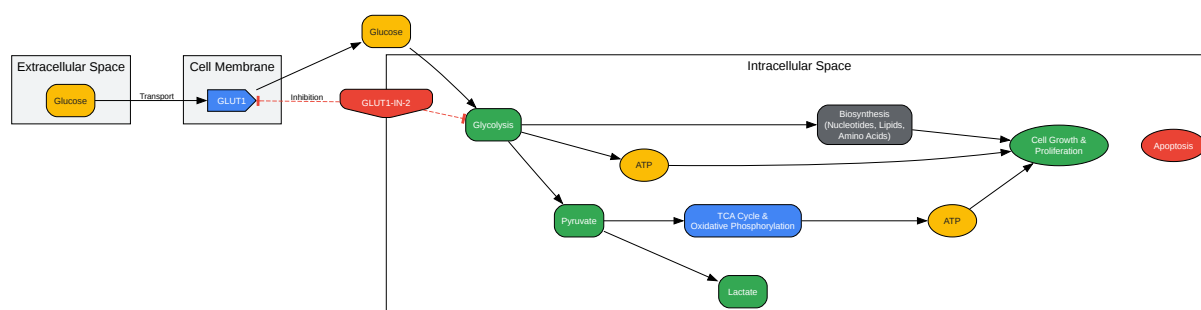 Extracellular Space
Glucose
Transport
Cell Membrane
GLUT1
Inhibition
Glucose
GLUT1-IN-2
Intracellular Space
Glycolysis
Biosynthesis
(Nucleotides, Lipids,
Amino Acids)
Cell Growth &
Proliferation
Apoptosis
ATP
Pyruvate
TCA Cycle &
Oxidative Phosphorylation
ATP
Lactate